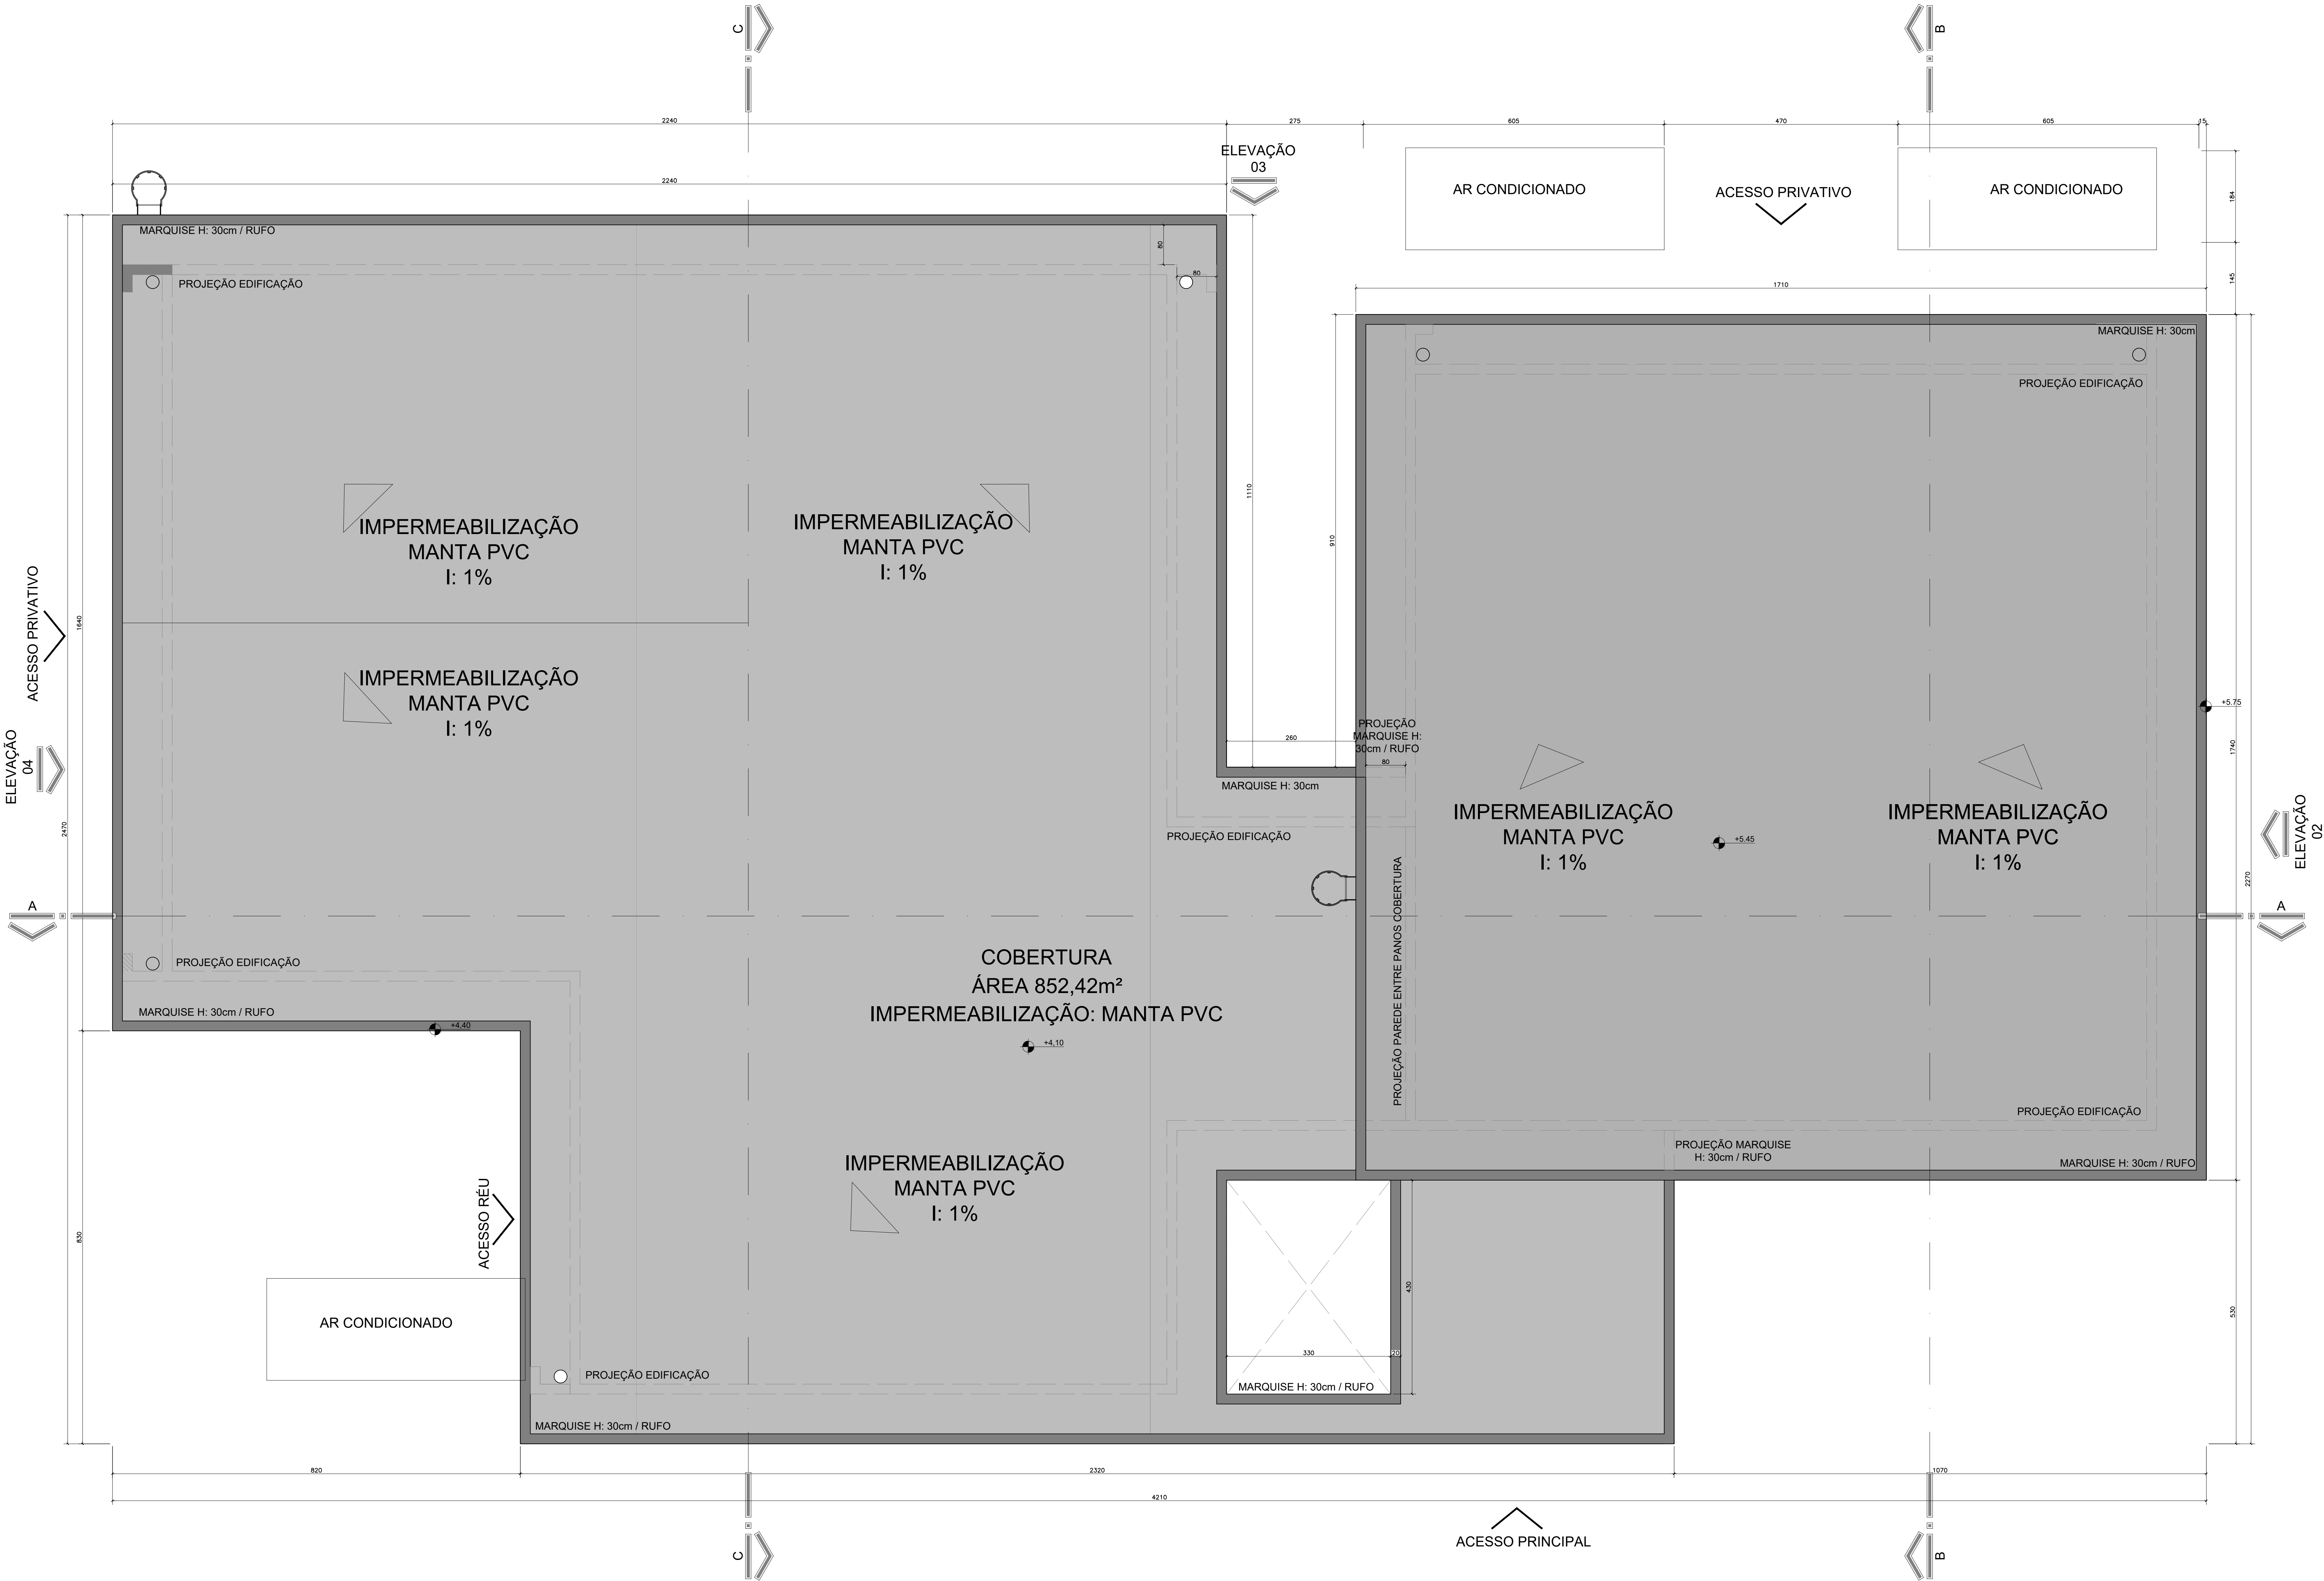 C
B
2240
275
605
470
605
15
ELEVAÇÃO
03
2240
AR CONDICIONADO
ACESSO PRIVATIVO
AR CONDICIONADO
184
MARQUISE H: 30cm / RUFO
80
80
PROJEÇÃO EDIFICAÇÃO
145
1710
MARQUISE H: 30cm
PROJEÇÃO EDIFICAÇÃO
1110
910
IMPERMEABILIZAÇÃO
MANTA PVC
I: 1%
IMPERMEABILIZAÇÃO
MANTA PVC
I: 1%
ACESSO PRIVATIVO
1640
IMPERMEABILIZAÇÃO
MANTA PVC
I: 1%
+5.75
PROJEÇÃO
MARQUISE H:
30cm / RUFO
260
80
1740
ELEVAÇÃO
04
MARQUISE H: 30cm
2470
PROJEÇÃO EDIFICAÇÃO
IMPERMEABILIZAÇÃO
MANTA PVC
I: 1%
+5.45
IMPERMEABILIZAÇÃO
MANTA PVC
I: 1%
ELEVAÇÃO
02
2270
PROJEÇÃO PAREDE ENTRE PANOS COBERTURA
A
A
PROJEÇÃO EDIFICAÇÃO
COBERTURA
ÁREA 852,42m²
IMPERMEABILIZAÇÃO: MANTA PVC
MARQUISE H: 30cm / RUFO
+4,40
+4,10
PROJEÇÃO EDIFICAÇÃO
PROJEÇÃO MARQUISE
H: 30cm / RUFO
MARQUISE H: 30cm / RUFO
IMPERMEABILIZAÇÃO
MANTA PVC
I: 1%
ACESSO RÉU
830
430
530
AR CONDICIONADO
330
20
PROJEÇÃO EDIFICAÇÃO
MARQUISE H: 30cm / RUFO
MARQUISE H: 30cm / RUFO
820
2320
1070
4210
ACESSO PRINCIPAL
C
B